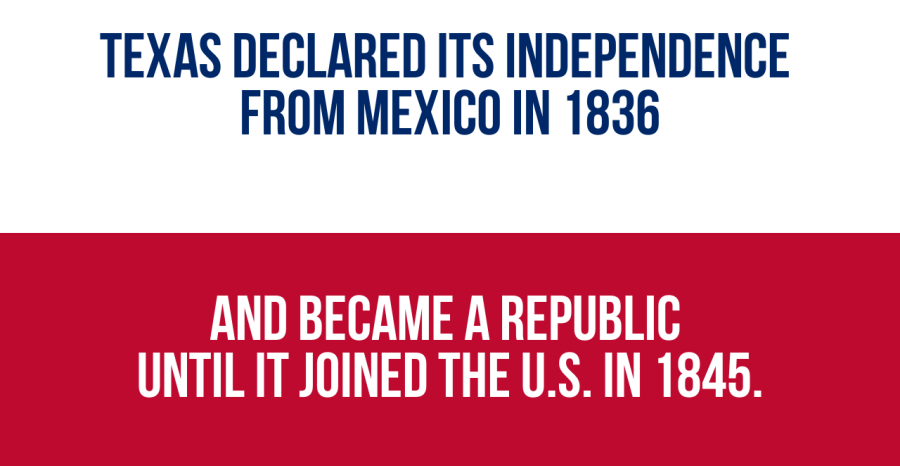 TEXAS DECLARED ITS INDEPENDENCE
FROM MEXICO IN 1836
AND BECAME A REPUBLIC
UNTIL IT JOINED THE U.S. IN 1845.